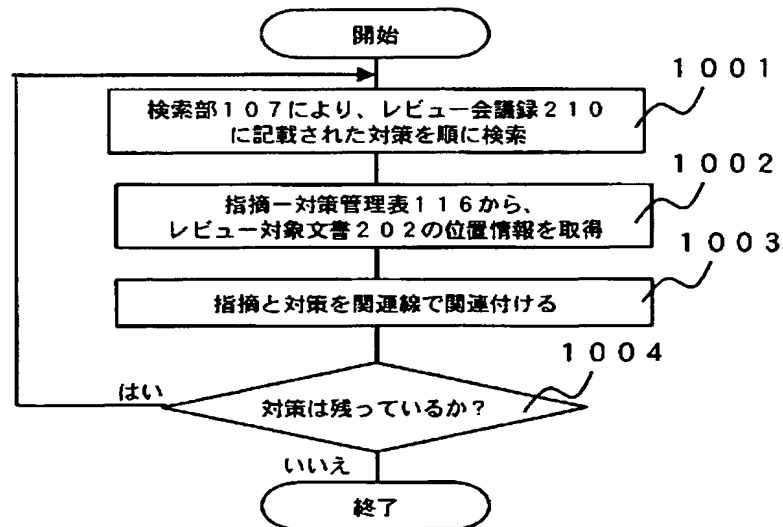 開始
1001
検索部107により、レビュー会議録210
に記載された対策を順に検索
1002
指摘-対策管理表116から、
レビュー対象文書202の位置情報を取得
1003
指摘と対策を関連線で関連付ける
1004
はい
対策は残っているか?
いいえ
終了